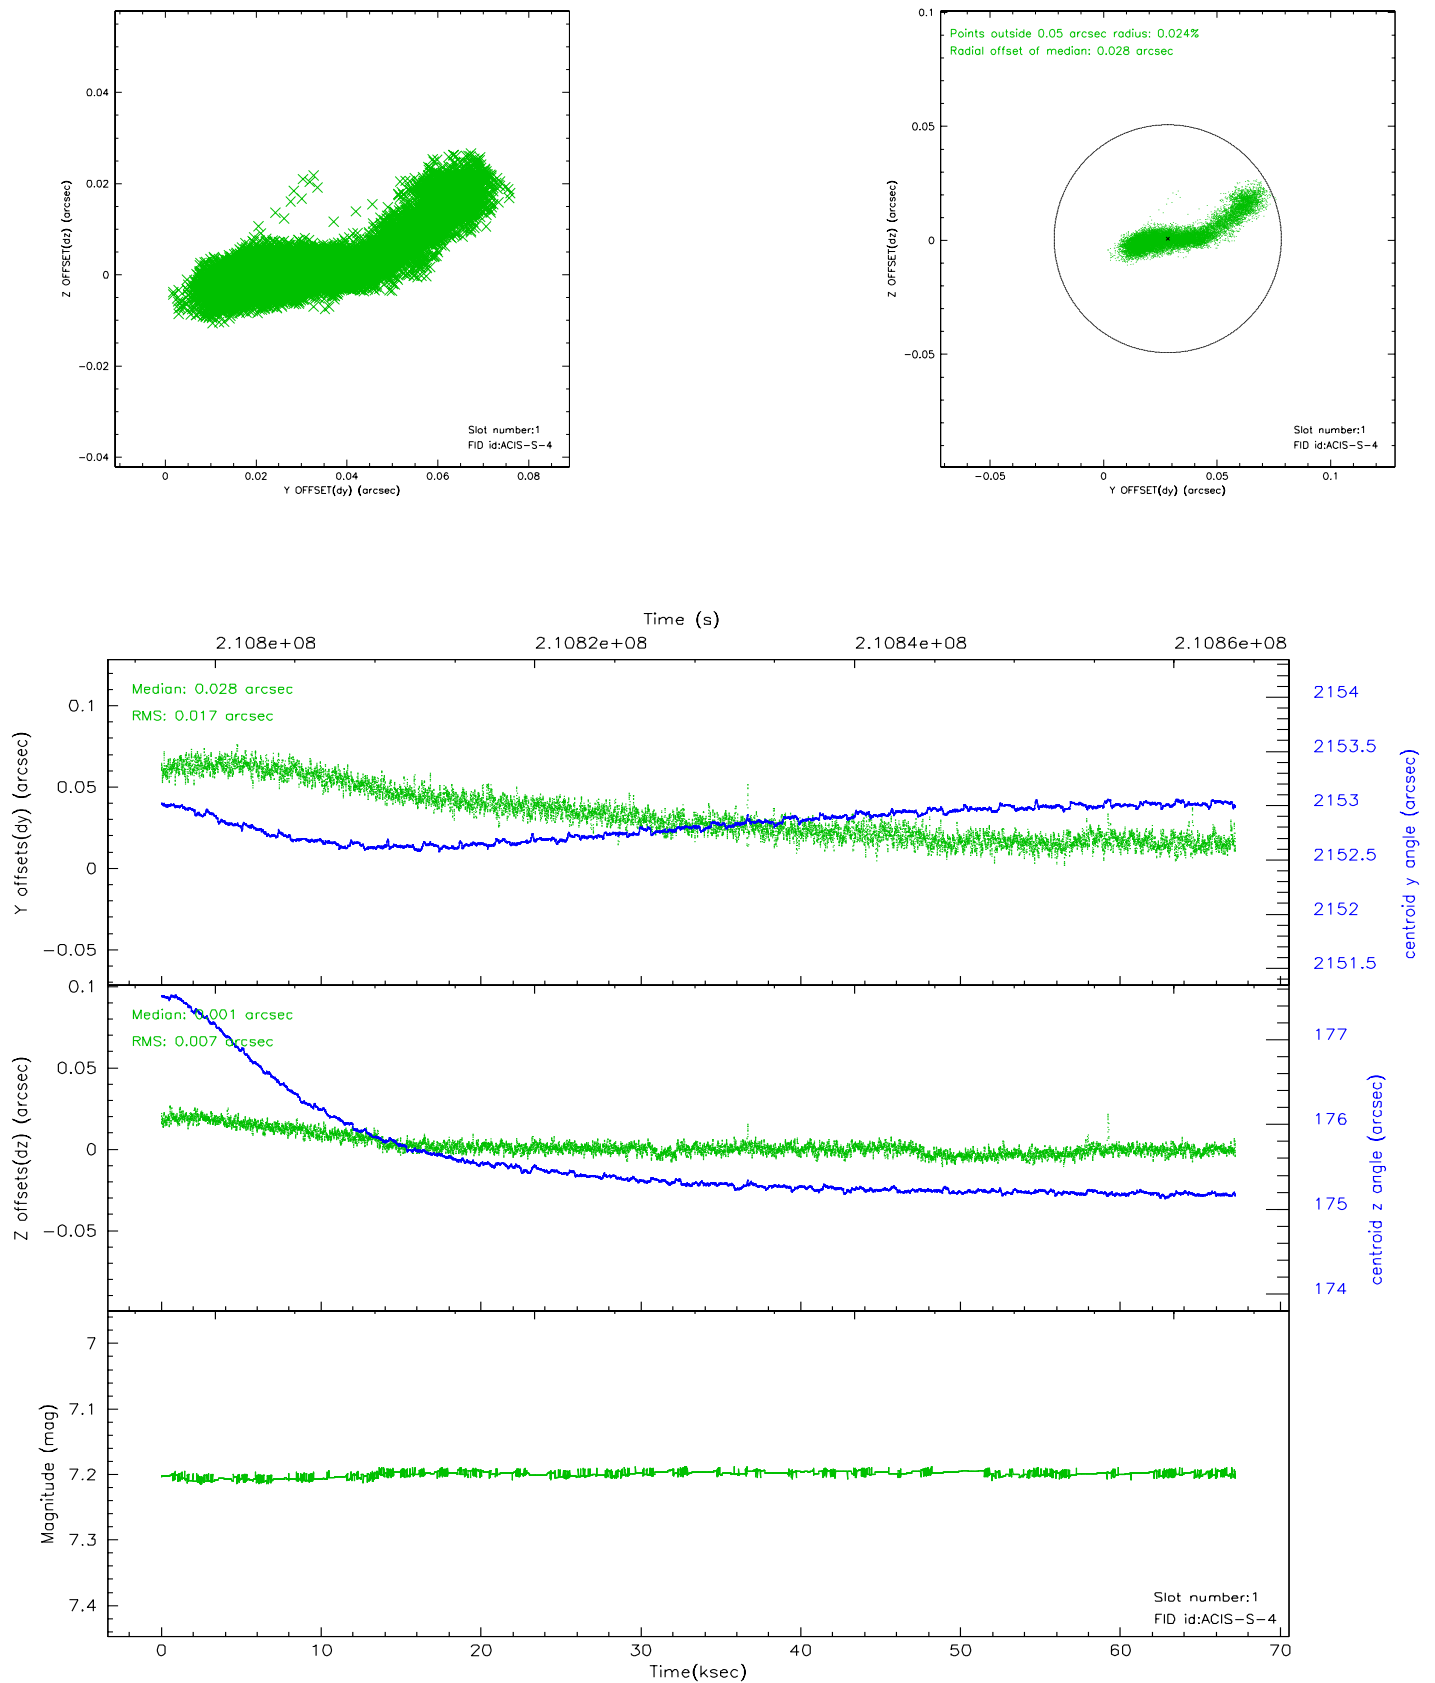 0.04
0.02
0
−0.02
−0.04
Z OFFSET(dz) (arcsec)
Slot number:1
FID id:ACIS−S−4
0 0.02 0.04 0.06 0.08
Y OFFSET(dy) (arcsec)
0.1
0.05
0
−0.05
Z OFFSET(dz) (arcsec)
Points outside 0.05 arcsec radius: 0.024%
Radial offset of median: 0.028 arcsec
Slot number:1
FID id:ACIS−S−4
−0.05 0 0.05 0.1
Y OFFSET(dy) (arcsec)
Time (s)
2.108e+08 2.1082e+08 2.1084e+08 2.1086e+08
Median: 0.028 arcsec
RMS: 0.017 arcsec
0.1
0.05
0
−0.05
Y offsets(dy) (arcsec)
2154
2153.5
2153
2152.5
2152
2151.5
centroid y angle (arcsec)
Median: 0.001 arcsec
RMS: 0.007 arcsec
0.1
0.05
0
−0.05
Z offsets(dz) (arcsec)
177
176
175
174
centroid z angle (arcsec)
7
7.1
7.2
7.3
7.4
Magnitude (mag)
Slot number:1
FID id:ACIS−S−4
0 10 20 30 40 50 60 70
Time(ksec)